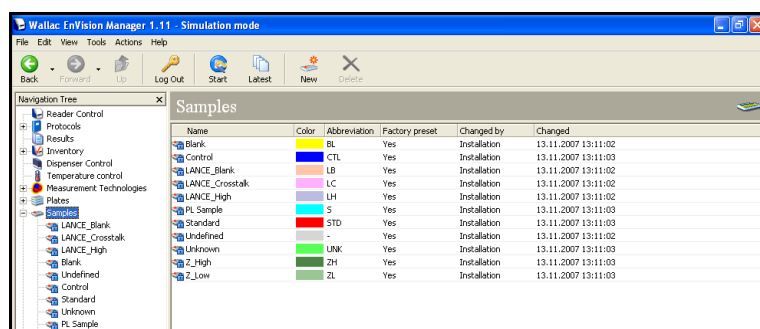 Wallac EnVision Manager 1.11 - Simulation mode
File Edit View Tools Actions Help
Back Forward Up Log Out Start Latest New Delete
Navigation Tree
Reader Control
Protocols
Results
Inventory
Dispenser Control
Temperature control
Measurement Technologies
Plates
Samples
LANCE_Blank
LANCE_Crosstalk
LANCE_High
Blank
Undefined
Control
Standard
Unknown
PL Sample
Samples
Name Color Abbreviation Factory preset Changed by Changed
Blank BL Yes Installation 13.11.2007 13:11:02
Control CTL Yes Installation 13.11.2007 13:11:03
LANCE_Blank LB Yes Installation 13.11.2007 13:11:02
LANCE_Crosstalk LC Yes Installation 13.11.2007 13:11:02
LANCE_High LH Yes Installation 13.11.2007 13:11:02
PL Sample S Yes Installation 13.11.2007 13:11:03
Standard STD Yes Installation 13.11.2007 13:11:03
Undefined - Yes Installation 13.11.2007 13:11:02
Unknown UNK Yes Installation 13.11.2007 13:11:03
Z_High ZH Yes Installation 13.11.2007 13:11:03
Z_Low ZL Yes Installation 13.11.2007 13:11:03